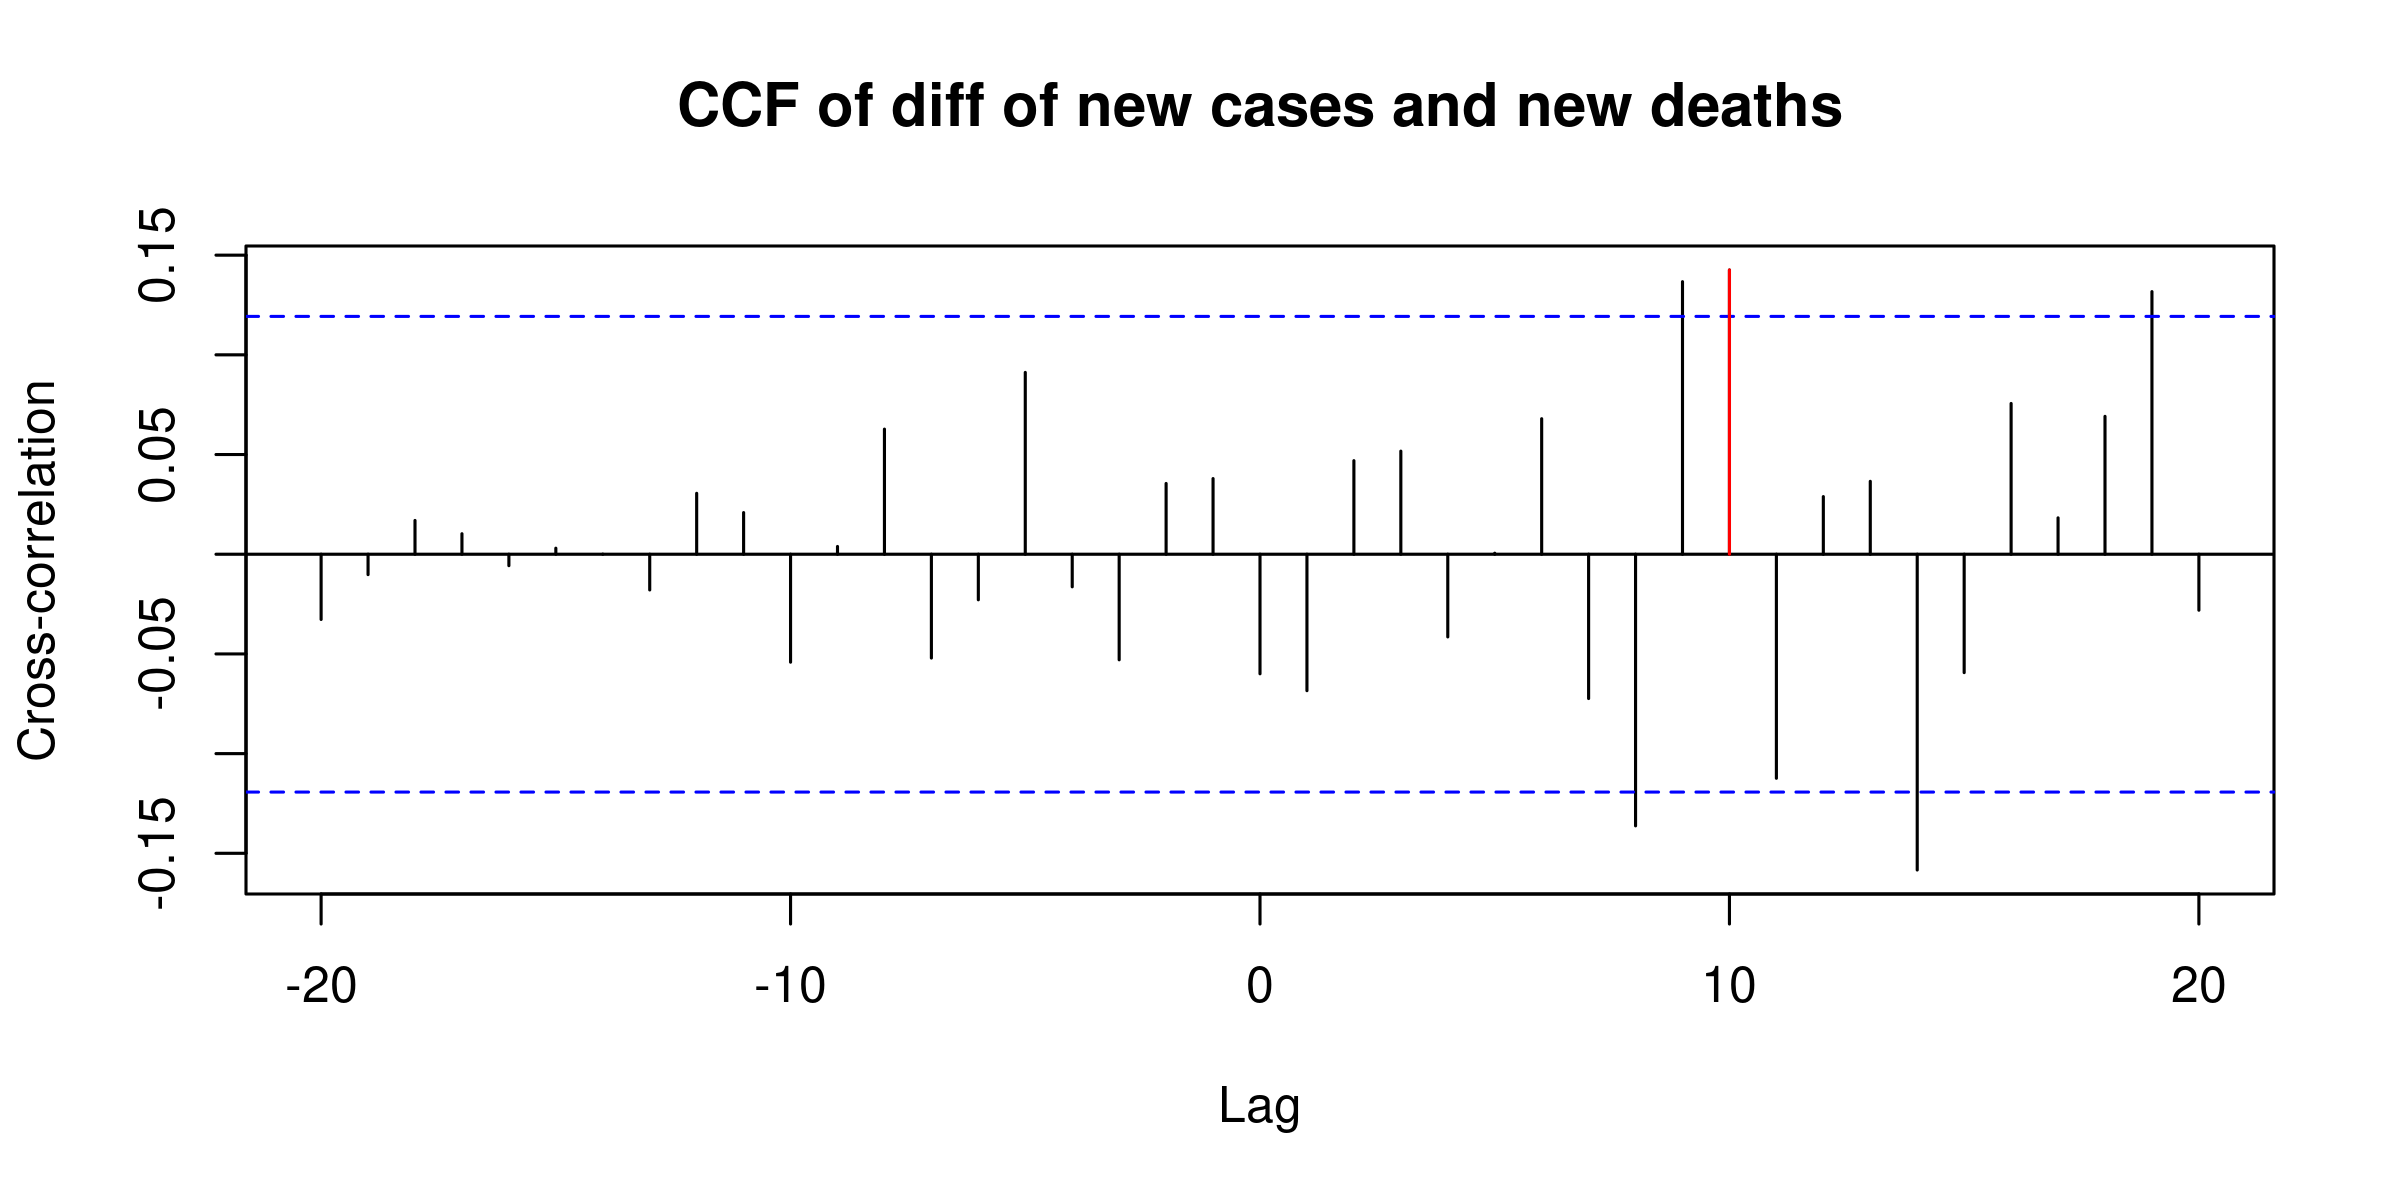 CCF of diff of new cases and new deaths
Cross-correlation
0.15
0.05
-0.05
-0.15
-20 -10 0 10 20
Lag